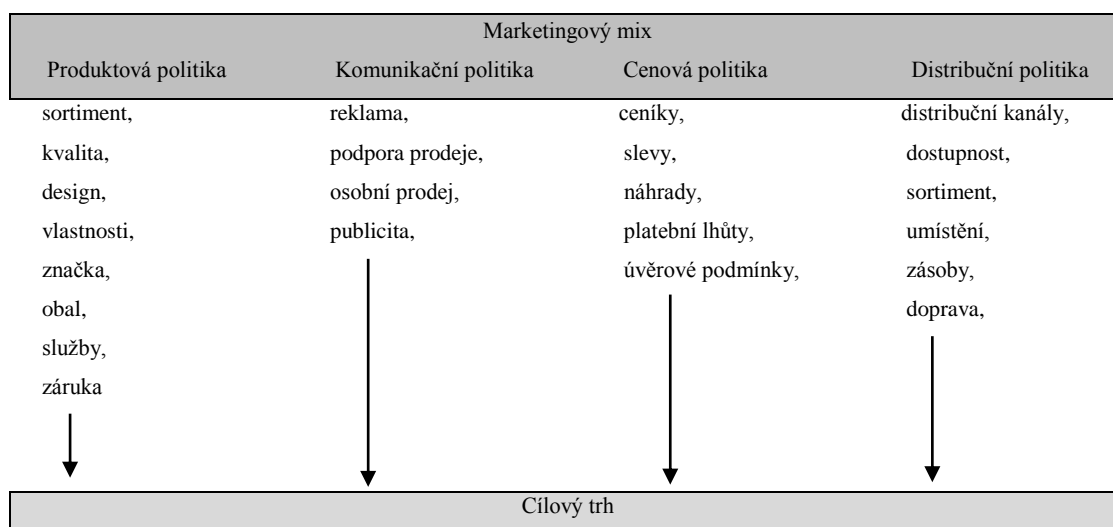 Marketingový mix
Produktová politika Komunikační politika Cenová politika Distribuční politika
sortiment, reklama, ceníky, distribuční kanály,
kvalita, podpora prodeje, slevy, dostupnost,
design, osobní prodej, náhrady, sortiment,
vlastnosti, publicita, platební lhůty, umístění,
značka, úvěrové podmínky, zásoby,
obal, doprava,
služby,
záruka
Cílový trh